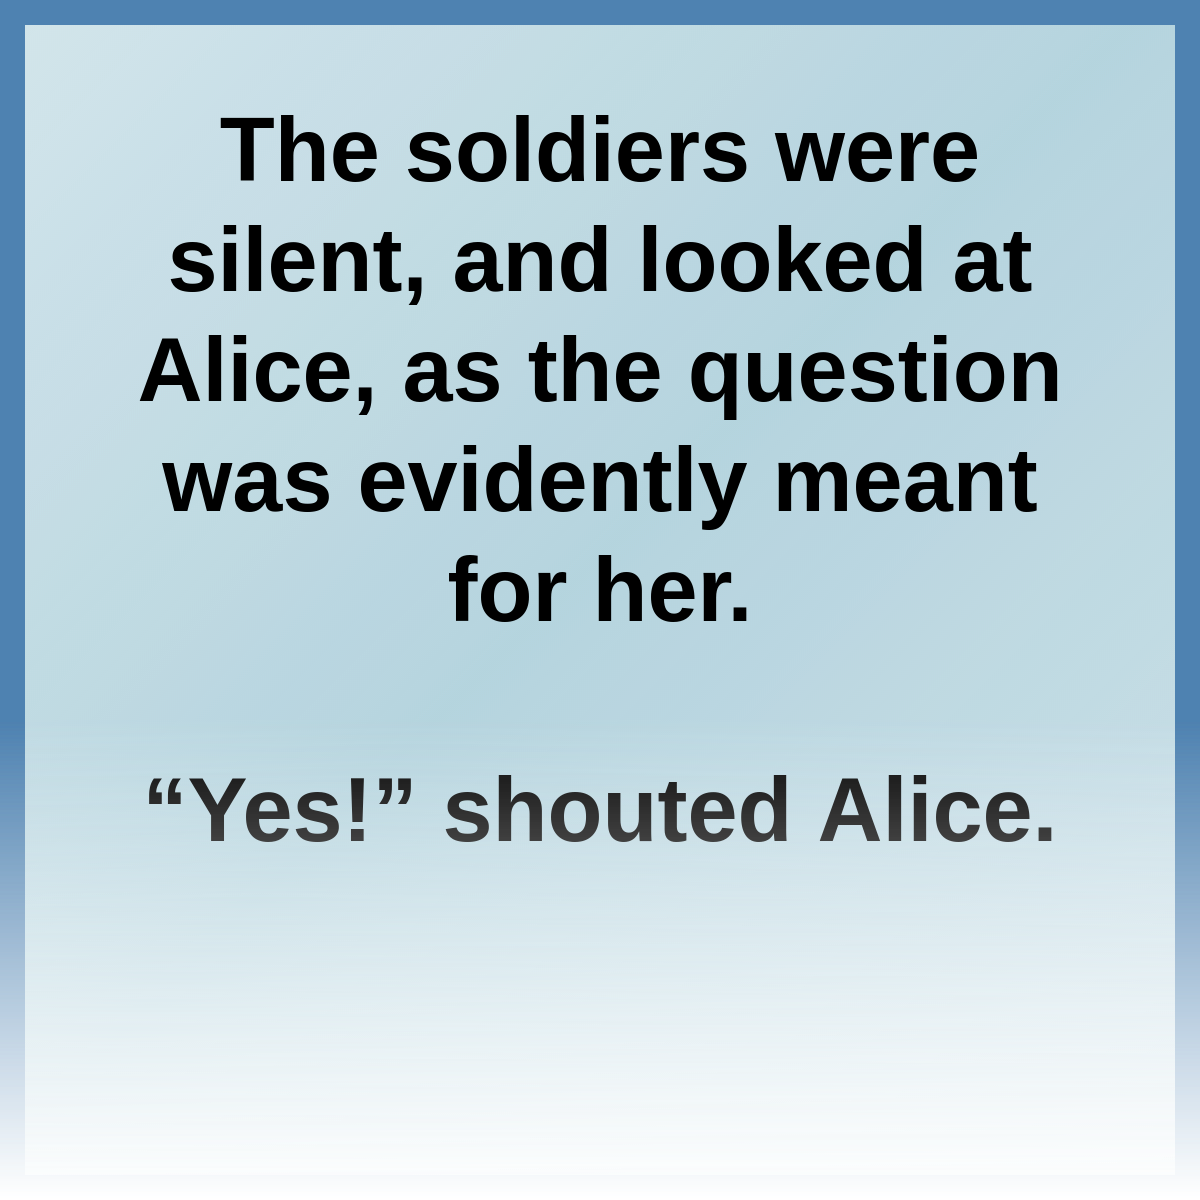 The soldiers were
silent, and looked at
Alice, as the question
was evidently meant
for her.
“Yes!” shouted Alice.